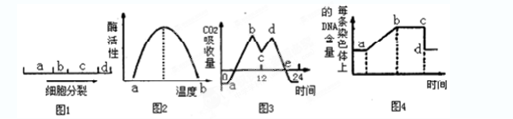 a b c d
细胞分裂
图1
酶活性
a 温度 b
图2
CO2吸收量
b d
c
a e
0 12 24
时间
图3
每条染色体上的DNA含量
a b c
d
时间
图4